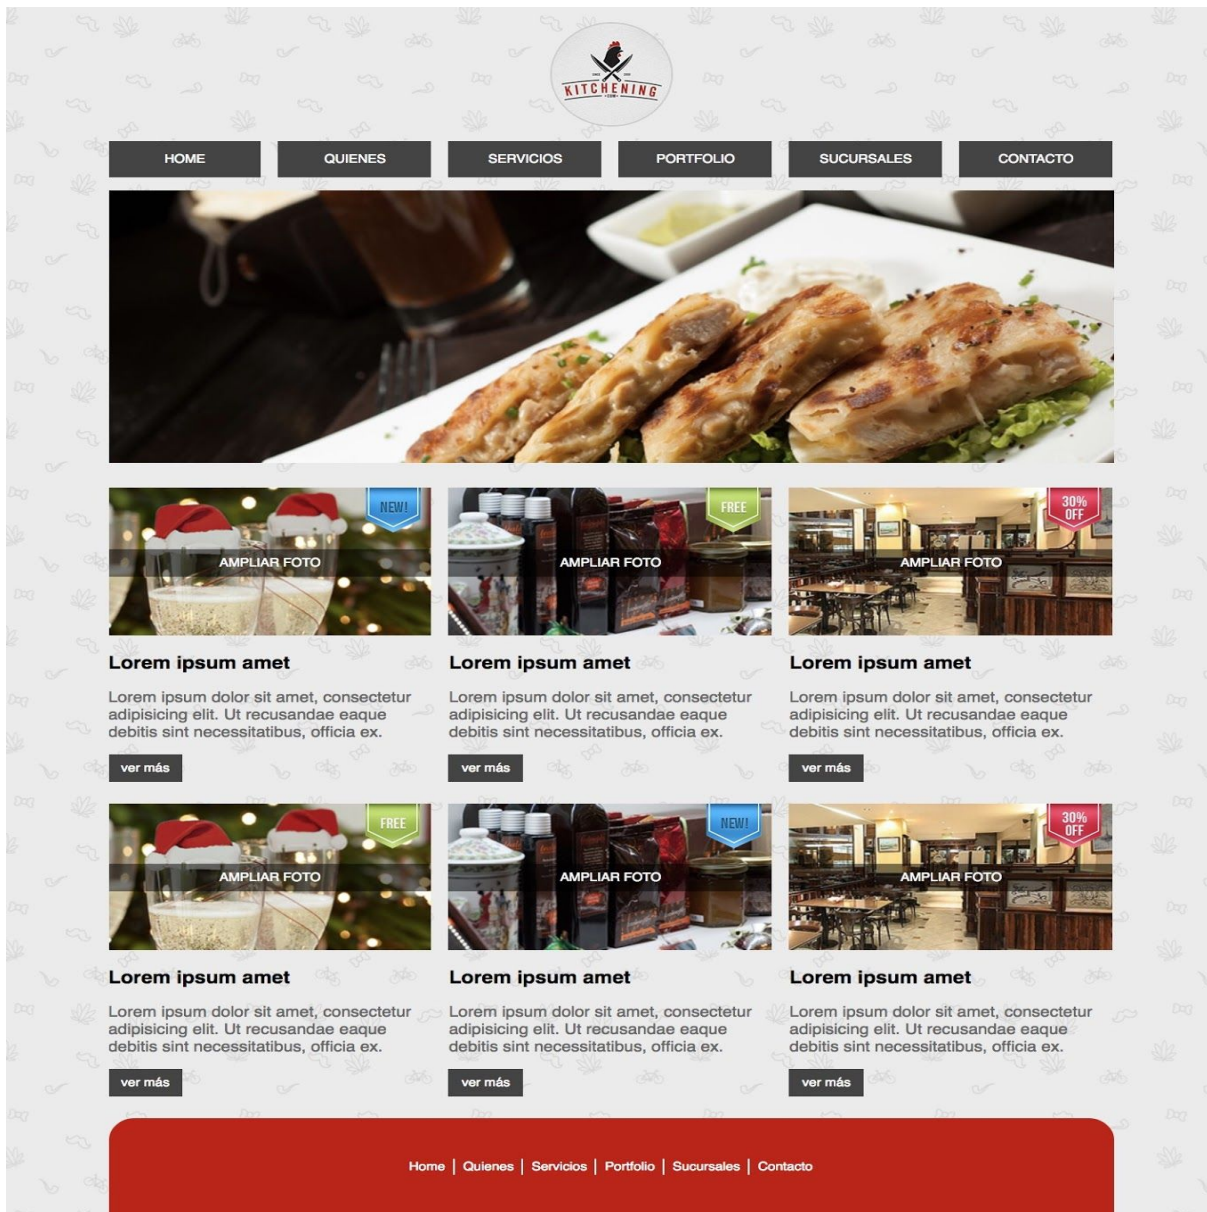 KITCHENING
HOME
QUIENES
SERVICIOS
PORTFOLIO
SUCURSALES
CONTACTO
NEW!
AMPLIAR FOTO
FREE
AMPLIAR FOTO
30%
OFF
AMPLIAR FOTO
Lorem ipsum amet
Lorem ipsum dolor sit amet, consectetur
adipisicing elit. Ut recusandae eaque
debitis sint necessitatibus, officia ex.
ver más
Lorem ipsum amet
Lorem ipsum dolor sit amet, consectetur
adipisicing elit. Ut recusandae eaque
debitis sint necessitatibus, officia ex.
ver más
Lorem ipsum amet
Lorem ipsum dolor sit amet, consectetur
adipisicing elit. Ut recusandae eaque
debitis sint necessitatibus, officia ex.
ver más
FREE
AMPLIAR FOTO
NEW!
AMPLIAR FOTO
30%
OFF
AMPLIAR FOTO
Lorem ipsum amet
Lorem ipsum dolor sit amet, consectetur
adipisicing elit. Ut recusandae eaque
debitis sint necessitatibus, officia ex.
ver más
Lorem ipsum amet
Lorem ipsum dolor sit amet, consectetur
adipisicing elit. Ut recusandae eaque
debitis sint necessitatibus, officia ex.
ver más
Lorem ipsum amet
Lorem ipsum dolor sit amet, consectetur
adipisicing elit. Ut recusandae eaque
debitis sint necessitatibus, officia ex.
ver más
Home | Quienes | Servicios | Portfolio | Sucursales | Contacto